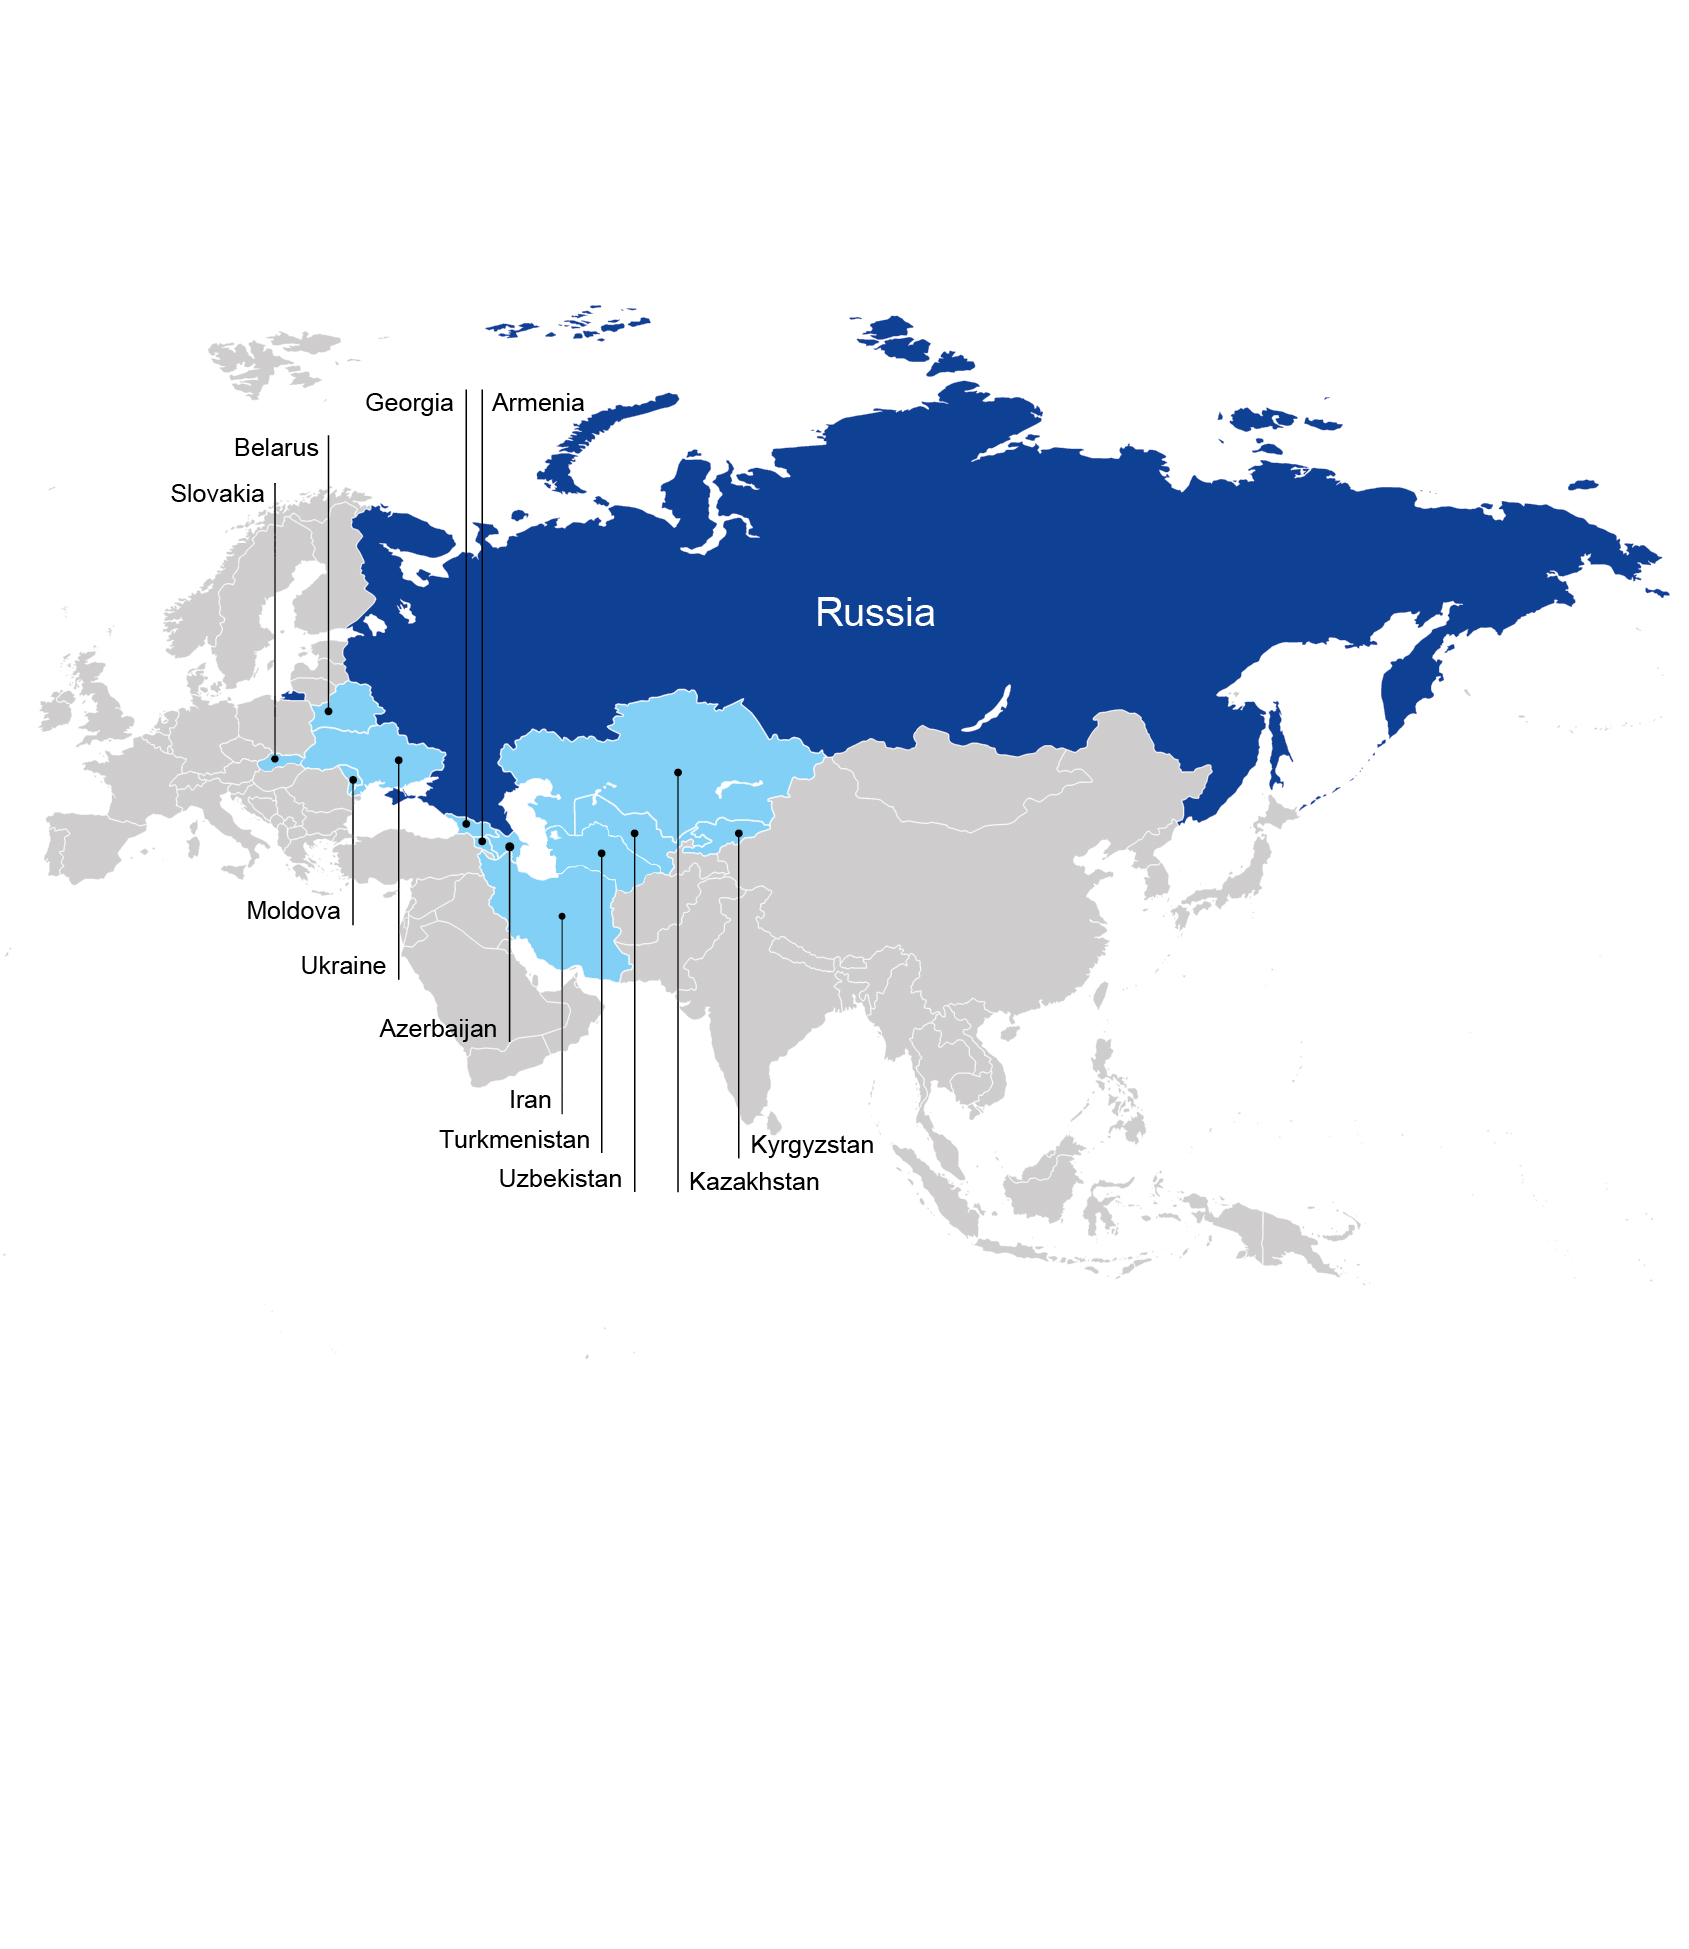 Georgia
Armenia
Belarus
Slovakia
Russia
Moldova
Ukraine
Azerbaijan
Iran
Turkmenistan
Kyrgyzstan
Uzbekistan
Kazakhstan